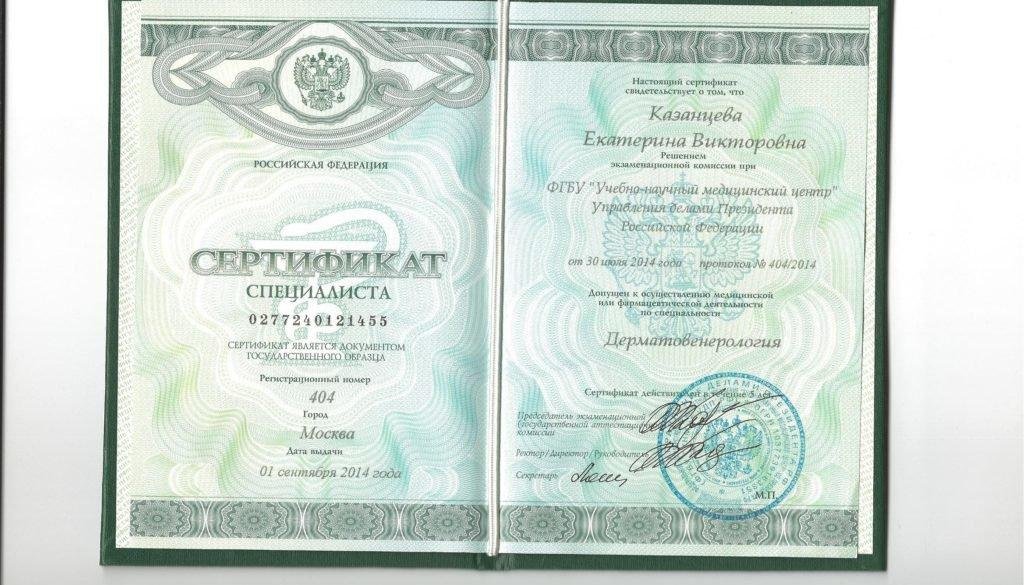 РОССИЙСКАЯ ФЕДЕРАЦИЯ
СЕРТИФИКАТ
СПЕЦИАЛИСТА
0277240121455
СЕРТИФИКАТ ЯВЛЯЕТСЯ ДОКУМЕНТОМ
ГОСУДАРСТВЕННОГО ОБРАЗЦА
Регистрационный номер
404
Город
Москва
Дата выдачи
01 сентября 2014 года
Настоящий сертификат
свидетельствует о том, что
Казанцева
Екатерина Викторовна
Решением
экзаменационной комиссии при
ФГБУ "Учебно-научный медицинский центр"
Управления делами Президента
Российской Федерации
от 30 июля 2014 года протокол № 404/2014
Допущен к осуществлению медицинской
или фармацевтической деятельности
по специальности
Дерматовенерология
Сертификат действителен в течение 5 лет
Председатель экзаменационной
(государственной аттестационной
комиссии
Ректор/Директор/Руководитель
Секретарь
М.П.